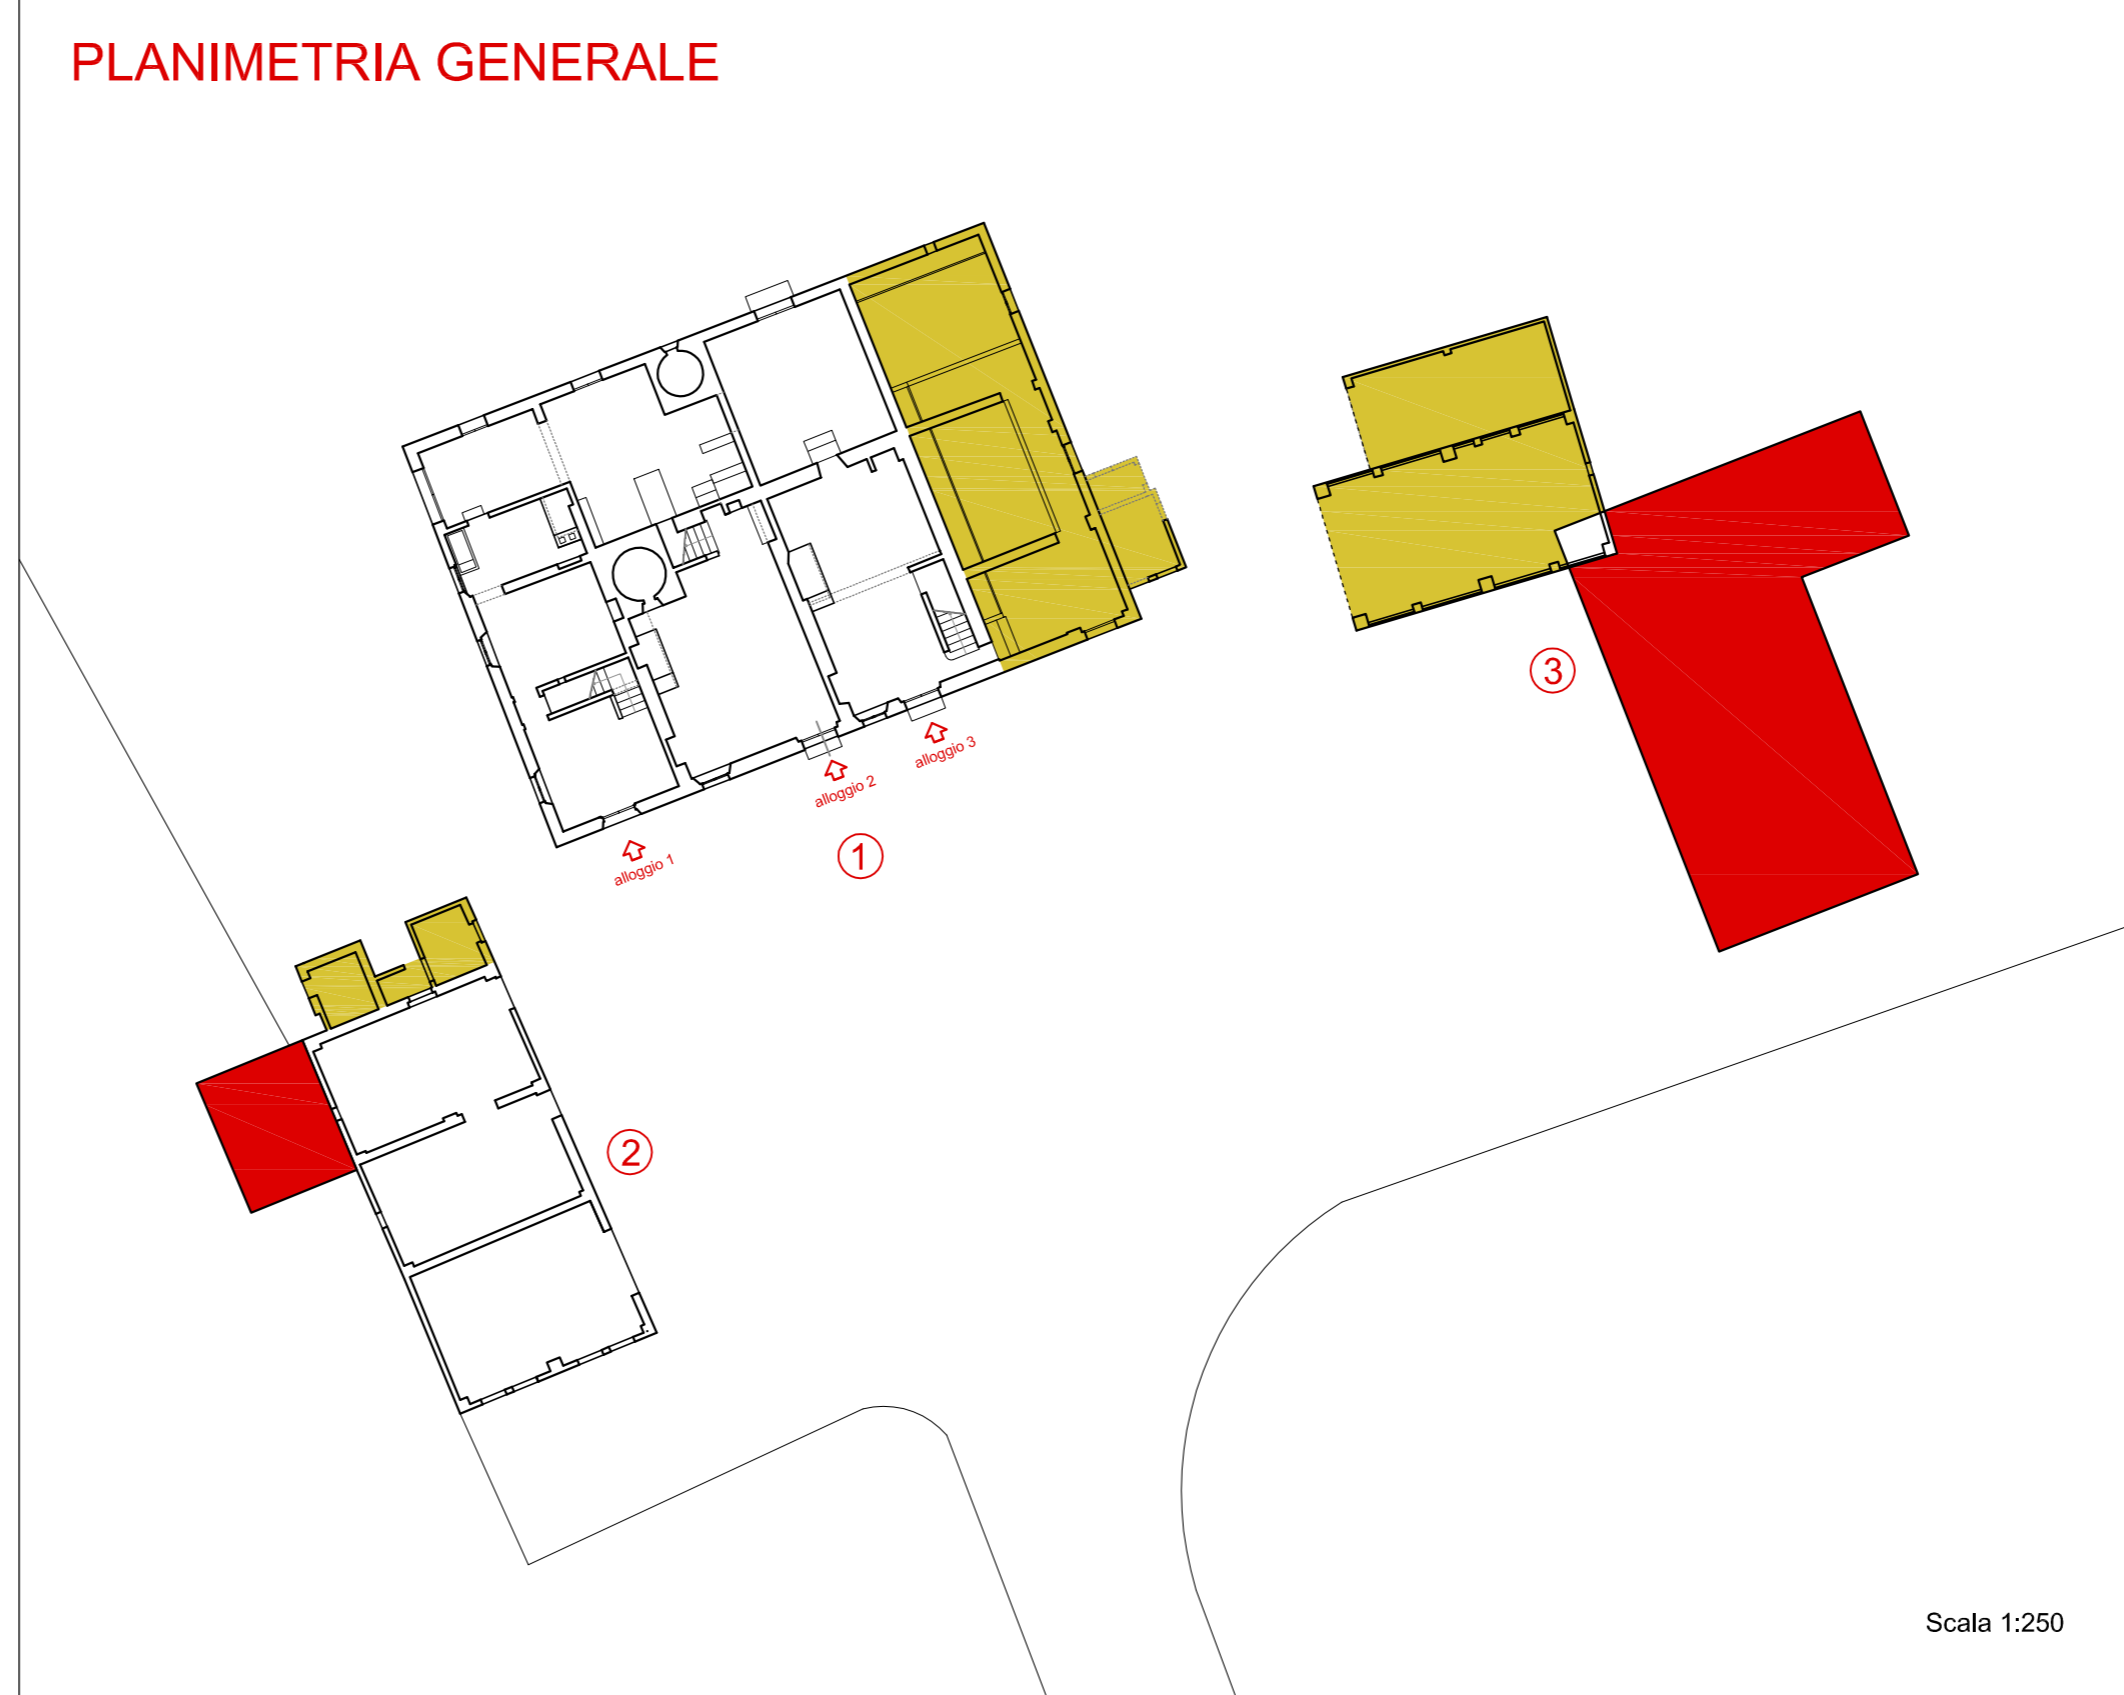 PLANIMETRIA GENERALE
3
alloggio 3
alloggio 2
1
alloggio 1
2
Scala 1:250